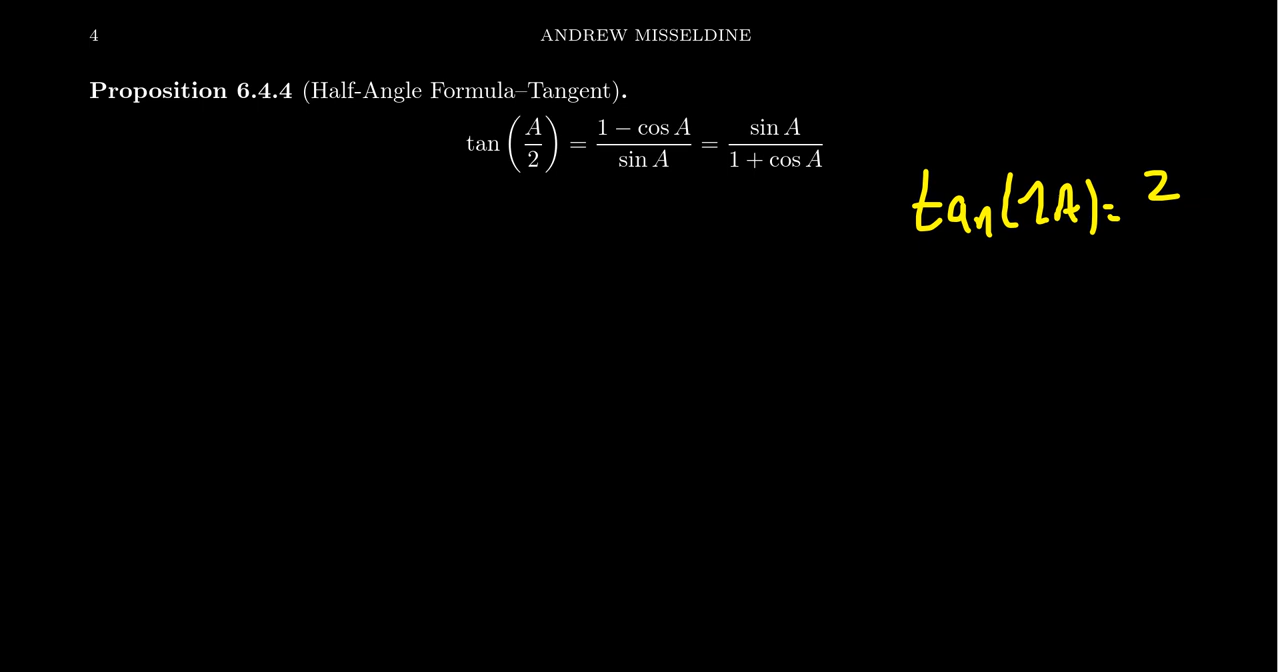 4 ANDREW MISSELDINE
Proposition 6.4.4 (Half-Angle Formula–Tangent).
tan(A/2) = (1 − cos A)/(sin A) = (sin A)/(1 + cos A)
tan(2A) = 2